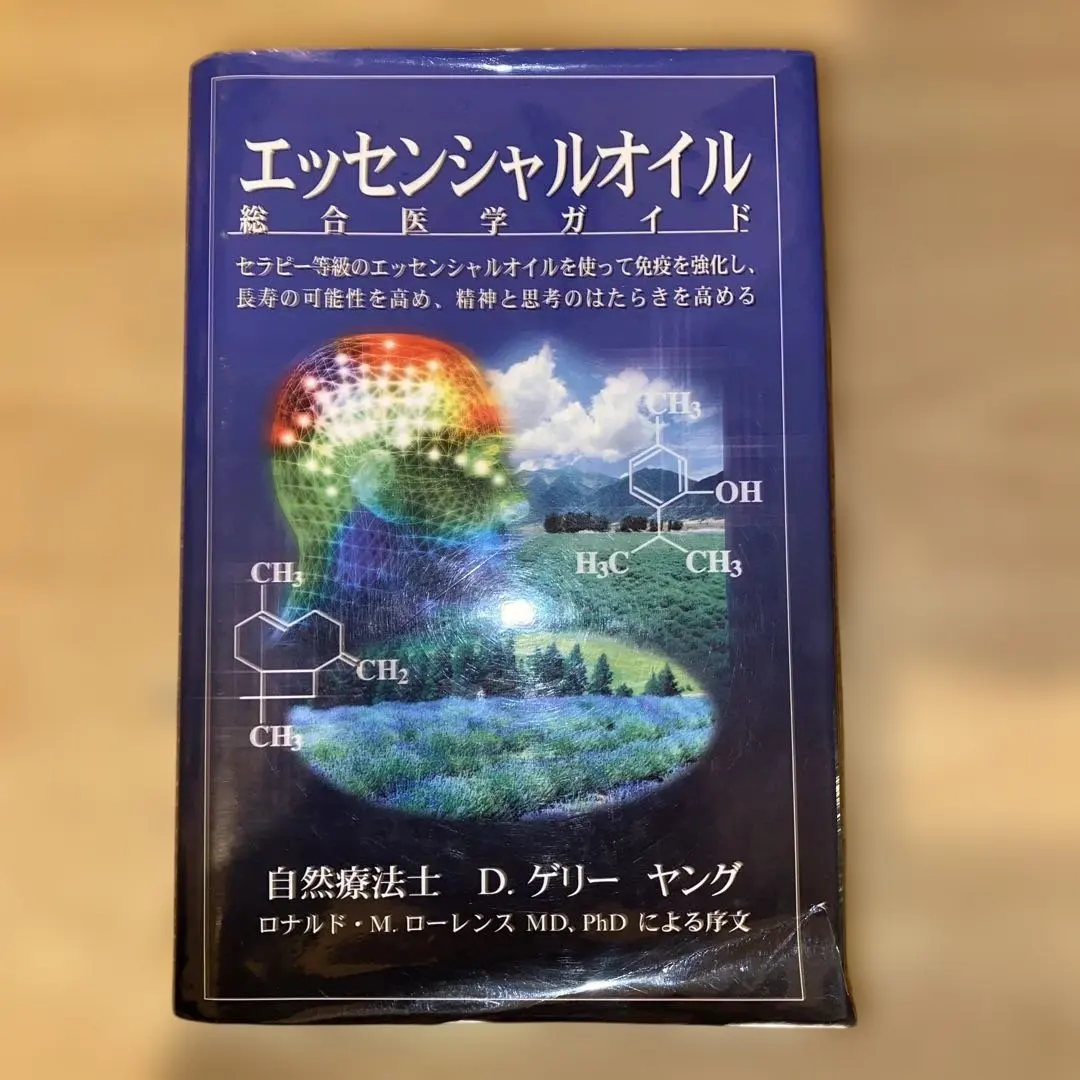 エッセンシャルオイル
総合医学ガイド
セラピー等級のエッセンシャルオイルを使って免疫を強化し、
長寿の可能性を高め、精神と思考のはたらきを高める
CH3
OH
H3C CH3
CH3
CH2
CH3
自然療法士 D. ゲリー ヤング
ロナルド・M. ローレンス MD、PhD による序文